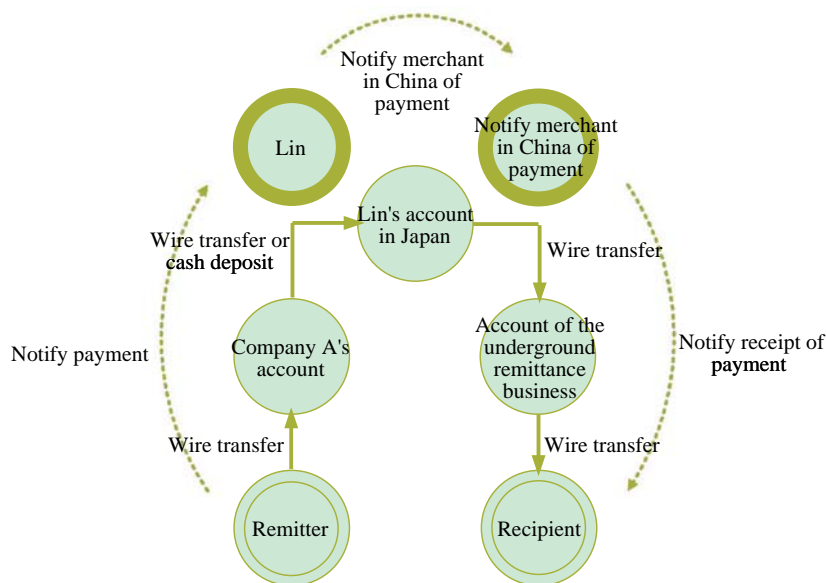 Notify merchant
in China of
payment
Lin
Notify merchant
in China of
payment
Lin's account
in Japan
Wire transfer or
cash deposit
Wire transfer
Notify payment
Company A's
account
Account of the
underground
remittance
business
Notify receipt of
payment
Wire transfer
Wire transfer
Remitter
Recipient